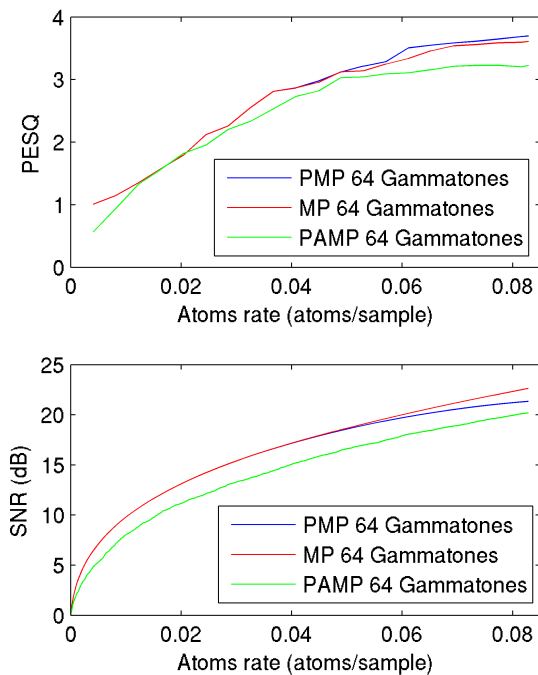 4
3
2
1
0
PESQ
PMP 64 Gammatones
MP 64 Gammatones
PAMP 64 Gammatones
0 0.02 0.04 0.06 0.08
Atoms rate (atoms/sample)
25
20
15
10
5
0
SNR (dB)
PMP 64 Gammatones
MP 64 Gammatones
PAMP 64 Gammatones
0 0.02 0.04 0.06 0.08
Atoms rate (atoms/sample)